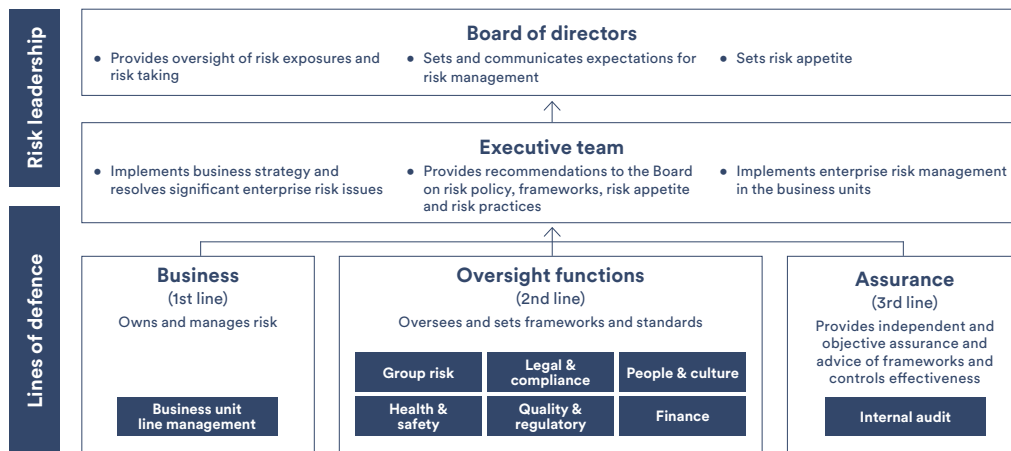 Risk leadership
Board of directors
• Provides oversight of risk exposures and
risk taking
• Sets and communicates expectations for
risk management
• Sets risk appetite
Executive team
• Implements business strategy and
resolves significant enterprise risk issues
• Provides recommendations to the Board
on risk policy, frameworks, risk appetite
and risk practices
• Implements enterprise risk management
in the business units
Lines of defence
Business
(1st line)
Owns and manages risk
Business unit
line management
Oversight functions
(2nd line)
Oversees and sets frameworks and standards
Group risk
Legal &
compliance
People & culture
Health &
safety
Quality &
regulatory
Finance
Assurance
(3rd line)
Provides independent and
objective assurance and
advice of frameworks and
controls effectiveness
Internal audit